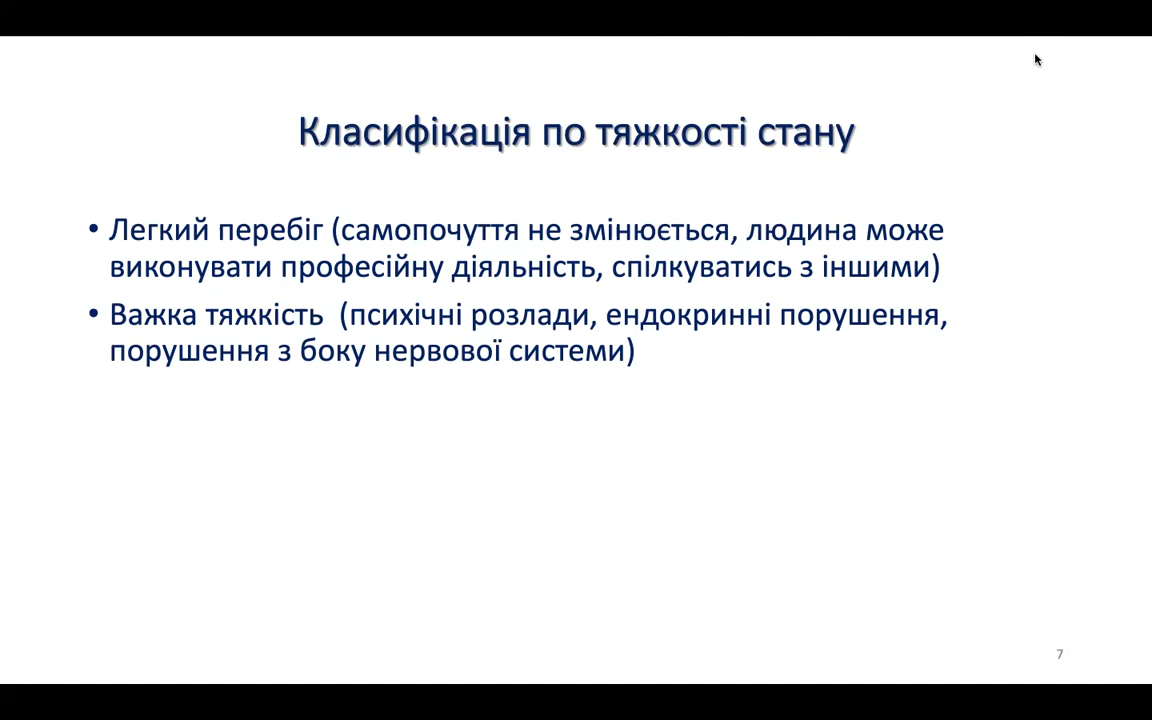 Класифікація по тяжкості стану
• Легкий перебіг (самопочуття не змінюється, людина може
виконувати професійну діяльність, спілкуватись з іншими)
• Важка тяжкість  (психічні розлади, ендокринні порушення,
порушення з боку нервової системи)
7